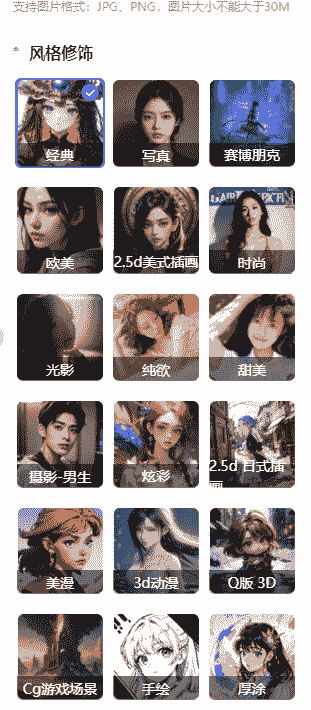 支持图片格式：JPG、PNG，图片大小不能大于30M
* 风格修饰
经典
写真
赛博朋克
欧美
2.5d美式插画
时尚
光影
纯欲
甜美
摄影-男生
炫彩
2.5d 日式插
画
美漫
3d动漫
Q版 3D
Cg游戏场景
手绘
厚涂